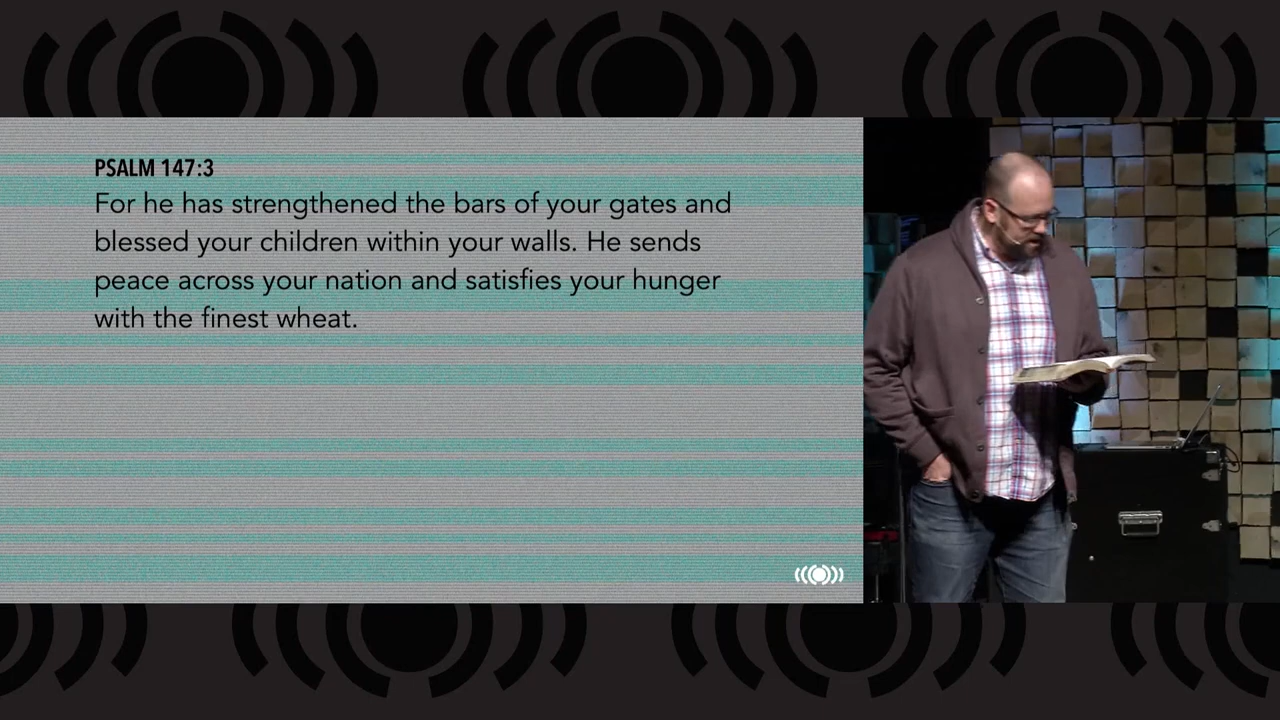 PSALM 147:3
For he has strengthened the bars of your gates and
blessed your children within your walls. He sends
peace across your nation and satisfies your hunger
with the finest wheat.